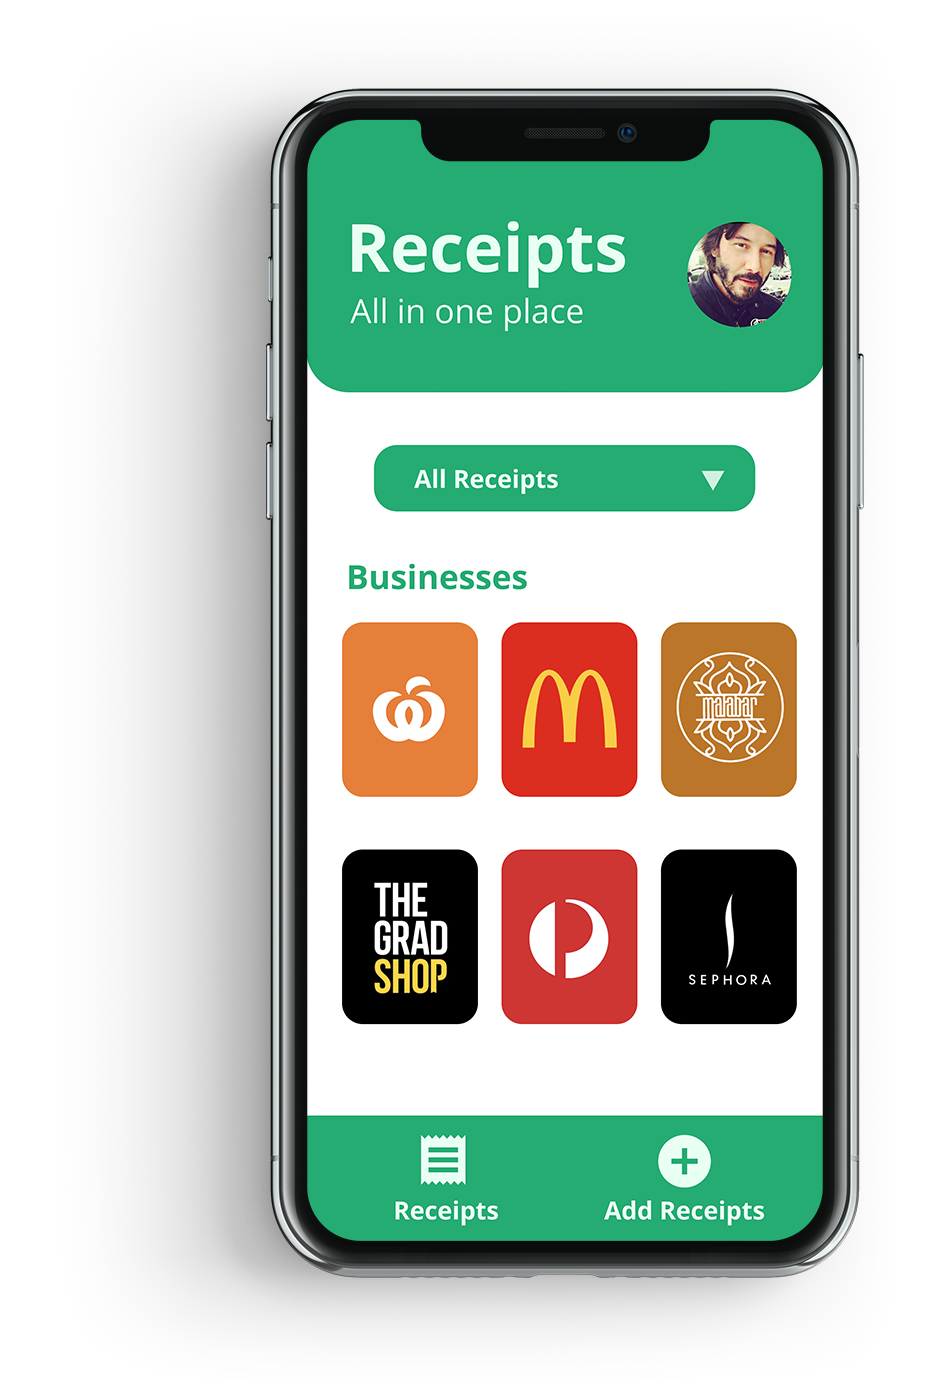 Receipts
All in one place
All Receipts
Businesses
malabar
THE
GRAD
SHOP
SEPHORA
Receipts
Add Receipts